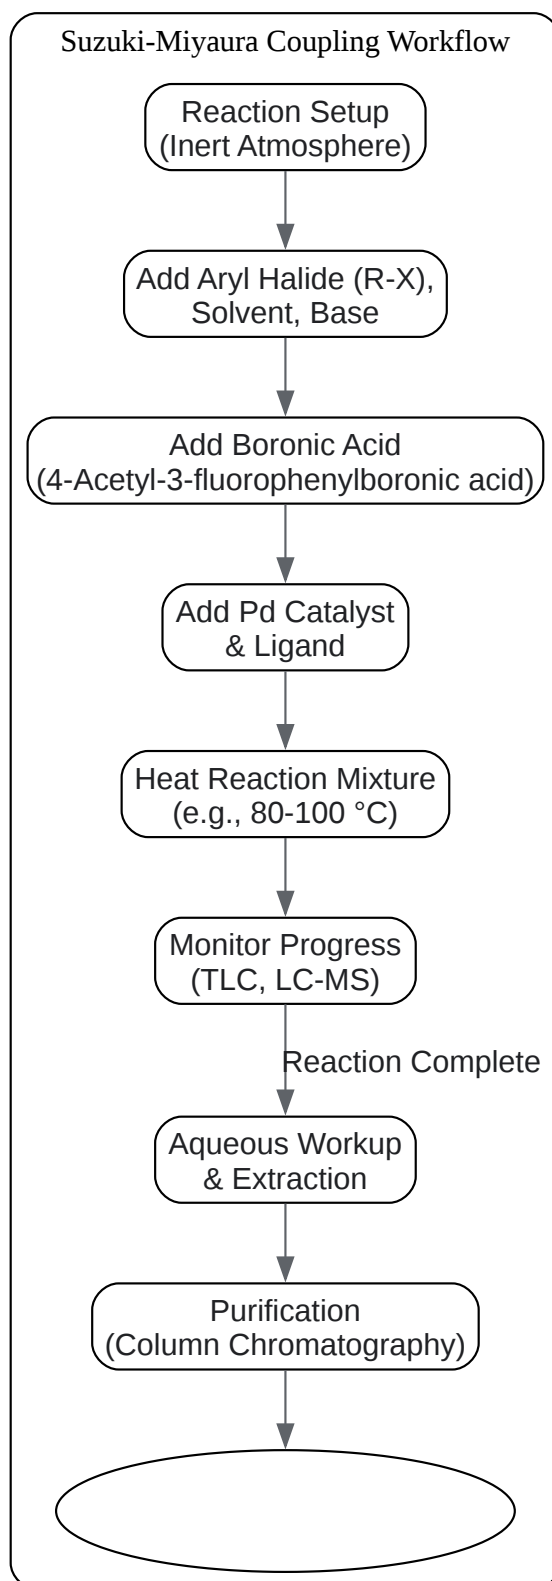 Suzuki-Miyaura Coupling Workflow
Reaction Setup
(Inert Atmosphere)
Add Aryl Halide (R-X),
Solvent, Base
Add Boronic Acid
(4-Acetyl-3-fluorophenylboronic acid)
Add Pd Catalyst
& Ligand
Heat Reaction Mixture
(e.g., 80-100 °C)
Monitor Progress
(TLC, LC-MS)
Reaction Complete
Aqueous Workup
& Extraction
Purification
(Column Chromatography)